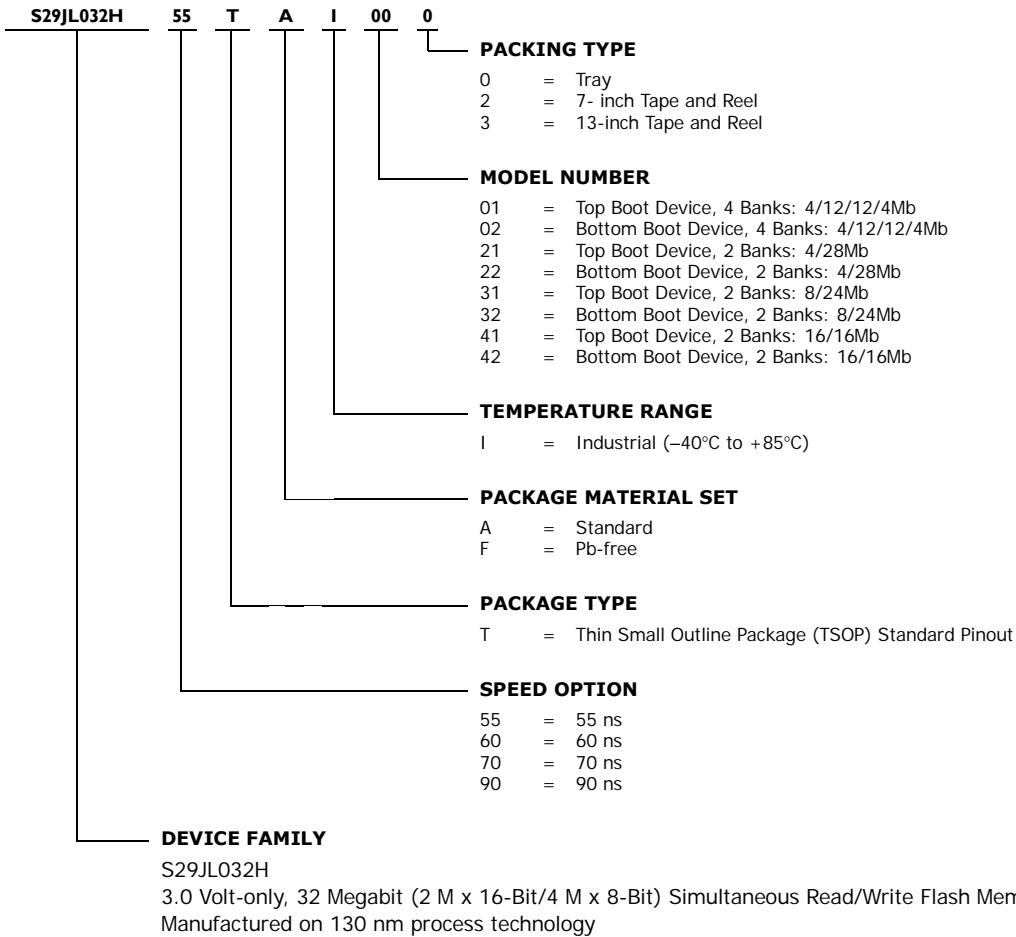 S29JL032H 55 T A I 00 0
PACKING TYPE
0 = Tray
2 = 7- inch Tape and Reel
3 = 13-inch Tape and Reel
MODEL NUMBER
01 = Top Boot Device, 4 Banks: 4/12/12/4Mb
02 = Bottom Boot Device, 4 Banks: 4/12/12/4Mb
21 = Top Boot Device, 2 Banks: 4/28Mb
22 = Bottom Boot Device, 2 Banks: 4/28Mb
31 = Top Boot Device, 2 Banks: 8/24Mb
32 = Bottom Boot Device, 2 Banks: 8/24Mb
41 = Top Boot Device, 2 Banks: 16/16Mb
42 = Bottom Boot Device, 2 Banks: 16/16Mb
TEMPERATURE RANGE
I = Industrial (–40°C to +85°C)
PACKAGE MATERIAL SET
A = Standard
F = Pb-free
PACKAGE TYPE
T = Thin Small Outline Package (TSOP) Standard Pinout
SPEED OPTION
55 = 55 ns
60 = 60 ns
70 = 70 ns
90 = 90 ns
DEVICE FAMILY
S29JL032H
3.0 Volt-only, 32 Megabit (2 M x 16-Bit/4 M x 8-Bit) Simultaneous Read/Write Flash Mem
Manufactured on 130 nm process technology